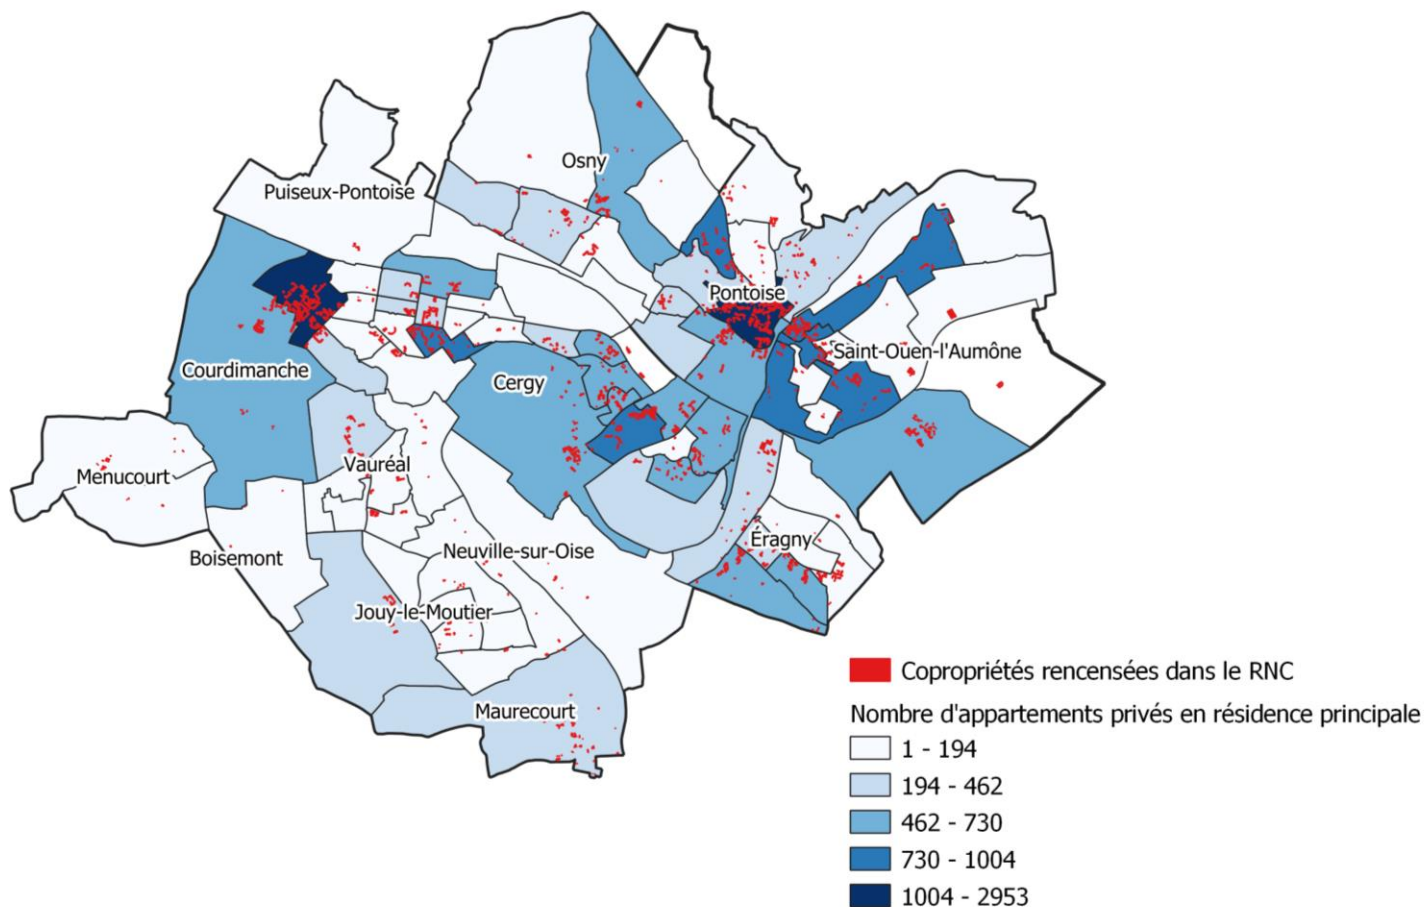 Osny
Puiseux-Pontoise
Pontoise
Saint-Ouen-l'Aumône
Courdimanche
Cergy
Vauréal
Menucourt
Éragny
Neuville-sur-Oise
Boisemont
Jouy-le-Moutier
Maurecourt
Copropriétés rencensées dans le RNC
Nombre d'appartements privés en résidence principale
1 - 194
194 - 462
462 - 730
730 - 1004
1004 - 2953